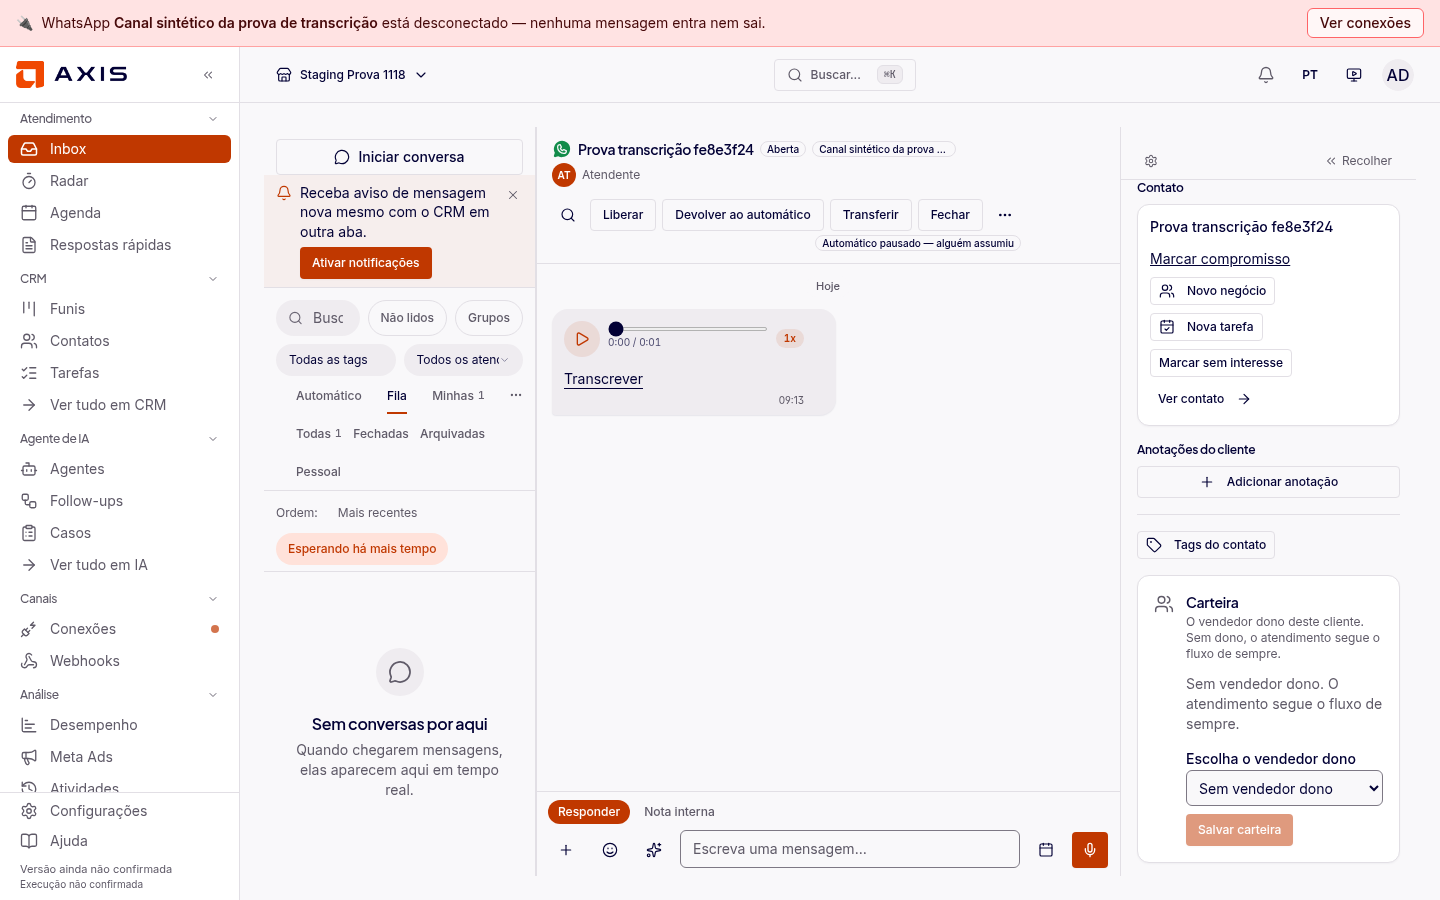 WhatsApp Canal sintético da prova de transcrição está desconectado — nenhuma mensagem entra nem sai.
Ver conexões
AXIS
Staging Prova 1118
Buscar...
⌘K
PT
AD
Atendimento
Inbox
Radar
Agenda
Respostas rápidas
CRM
Funis
Contatos
Tarefas
Ver tudo em CRM
Agente de IA
Agentes
Follow-ups
Casos
Ver tudo em IA
Canais
Conexões
Webhooks
Análise
Desempenho
Meta Ads
Atividades
Configurações
Ajuda
Versão ainda não confirmada
Execução não confirmada
Iniciar conversa
Receba aviso de mensagem
nova mesmo com o CRM em
outra aba.
Ativar notificações
Busc
Não lidos
Grupos
Todas as tags
Todos os atenc
Automático
Fila
Minhas 1
Todas 1
Fechadas
Arquivadas
Pessoal
Ordem:
Mais recentes
Esperando há mais tempo
Sem conversas por aqui
Quando chegarem mensagens,
elas aparecem aqui em tempo
real.
Prova transcrição fe8e3f24
Aberta
Canal sintético da prova ...
AT
Atendente
Liberar
Devolver ao automático
Transferir
Fechar
Automático pausado — alguém assumiu
Hoje
0:00 / 0:01
1x
Transcrever
09:13
Responder
Nota interna
Escreva uma mensagem...
Recolher
Contato
Prova transcrição fe8e3f24
Marcar compromisso
Novo negócio
Nova tarefa
Marcar sem interesse
Ver contato
Anotações do cliente
Adicionar anotação
Tags do contato
Carteira
O vendedor dono deste cliente.
Sem dono, o atendimento segue o
fluxo de sempre.
Sem vendedor dono. O
atendimento segue o fluxo de
sempre.
Escolha o vendedor dono
Sem vendedor dono
Salvar carteira